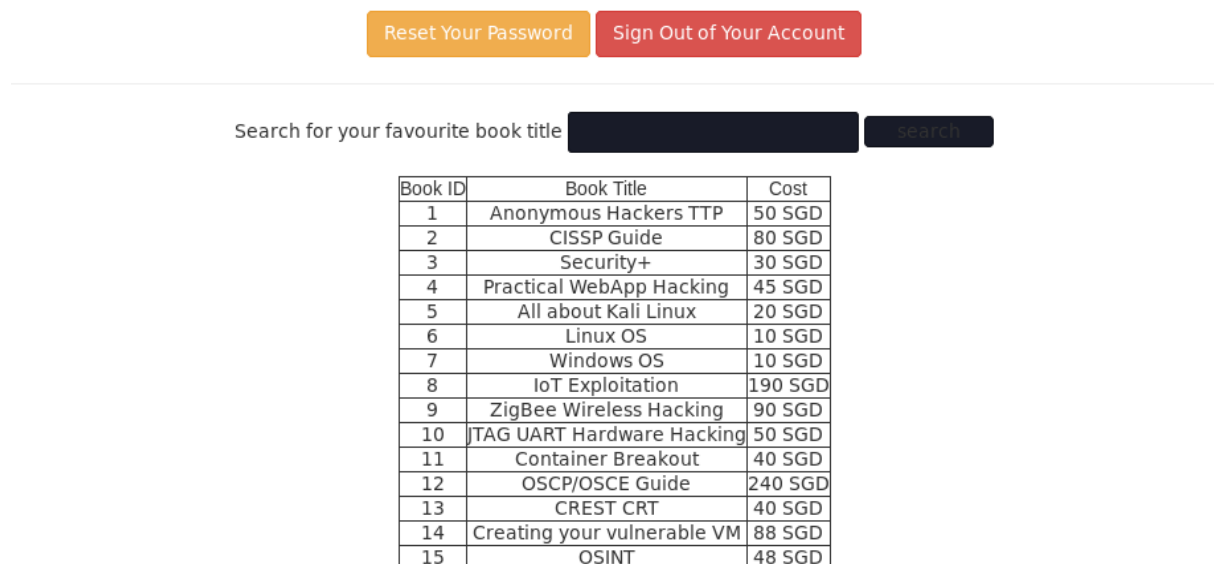 Reset Your Password Sign Out of Your Account
Search for your favourite book title search
Book ID Book Title Cost
1 Anonymous Hackers TTP 50 SGD
2 CISSP Guide 80 SGD
3 Security+ 30 SGD
4 Practical WebApp Hacking 45 SGD
5 All about Kali Linux 20 SGD
6 Linux OS 10 SGD
7 Windows OS 10 SGD
8 IoT Exploitation 190 SGD
9 ZigBee Wireless Hacking 90 SGD
10 JTAG UART Hardware Hacking 50 SGD
11 Container Breakout 40 SGD
12 OSCP/OSCE Guide 240 SGD
13 CREST CRT 40 SGD
14 Creating your vulnerable VM 88 SGD
15 OSINT 48 SGD